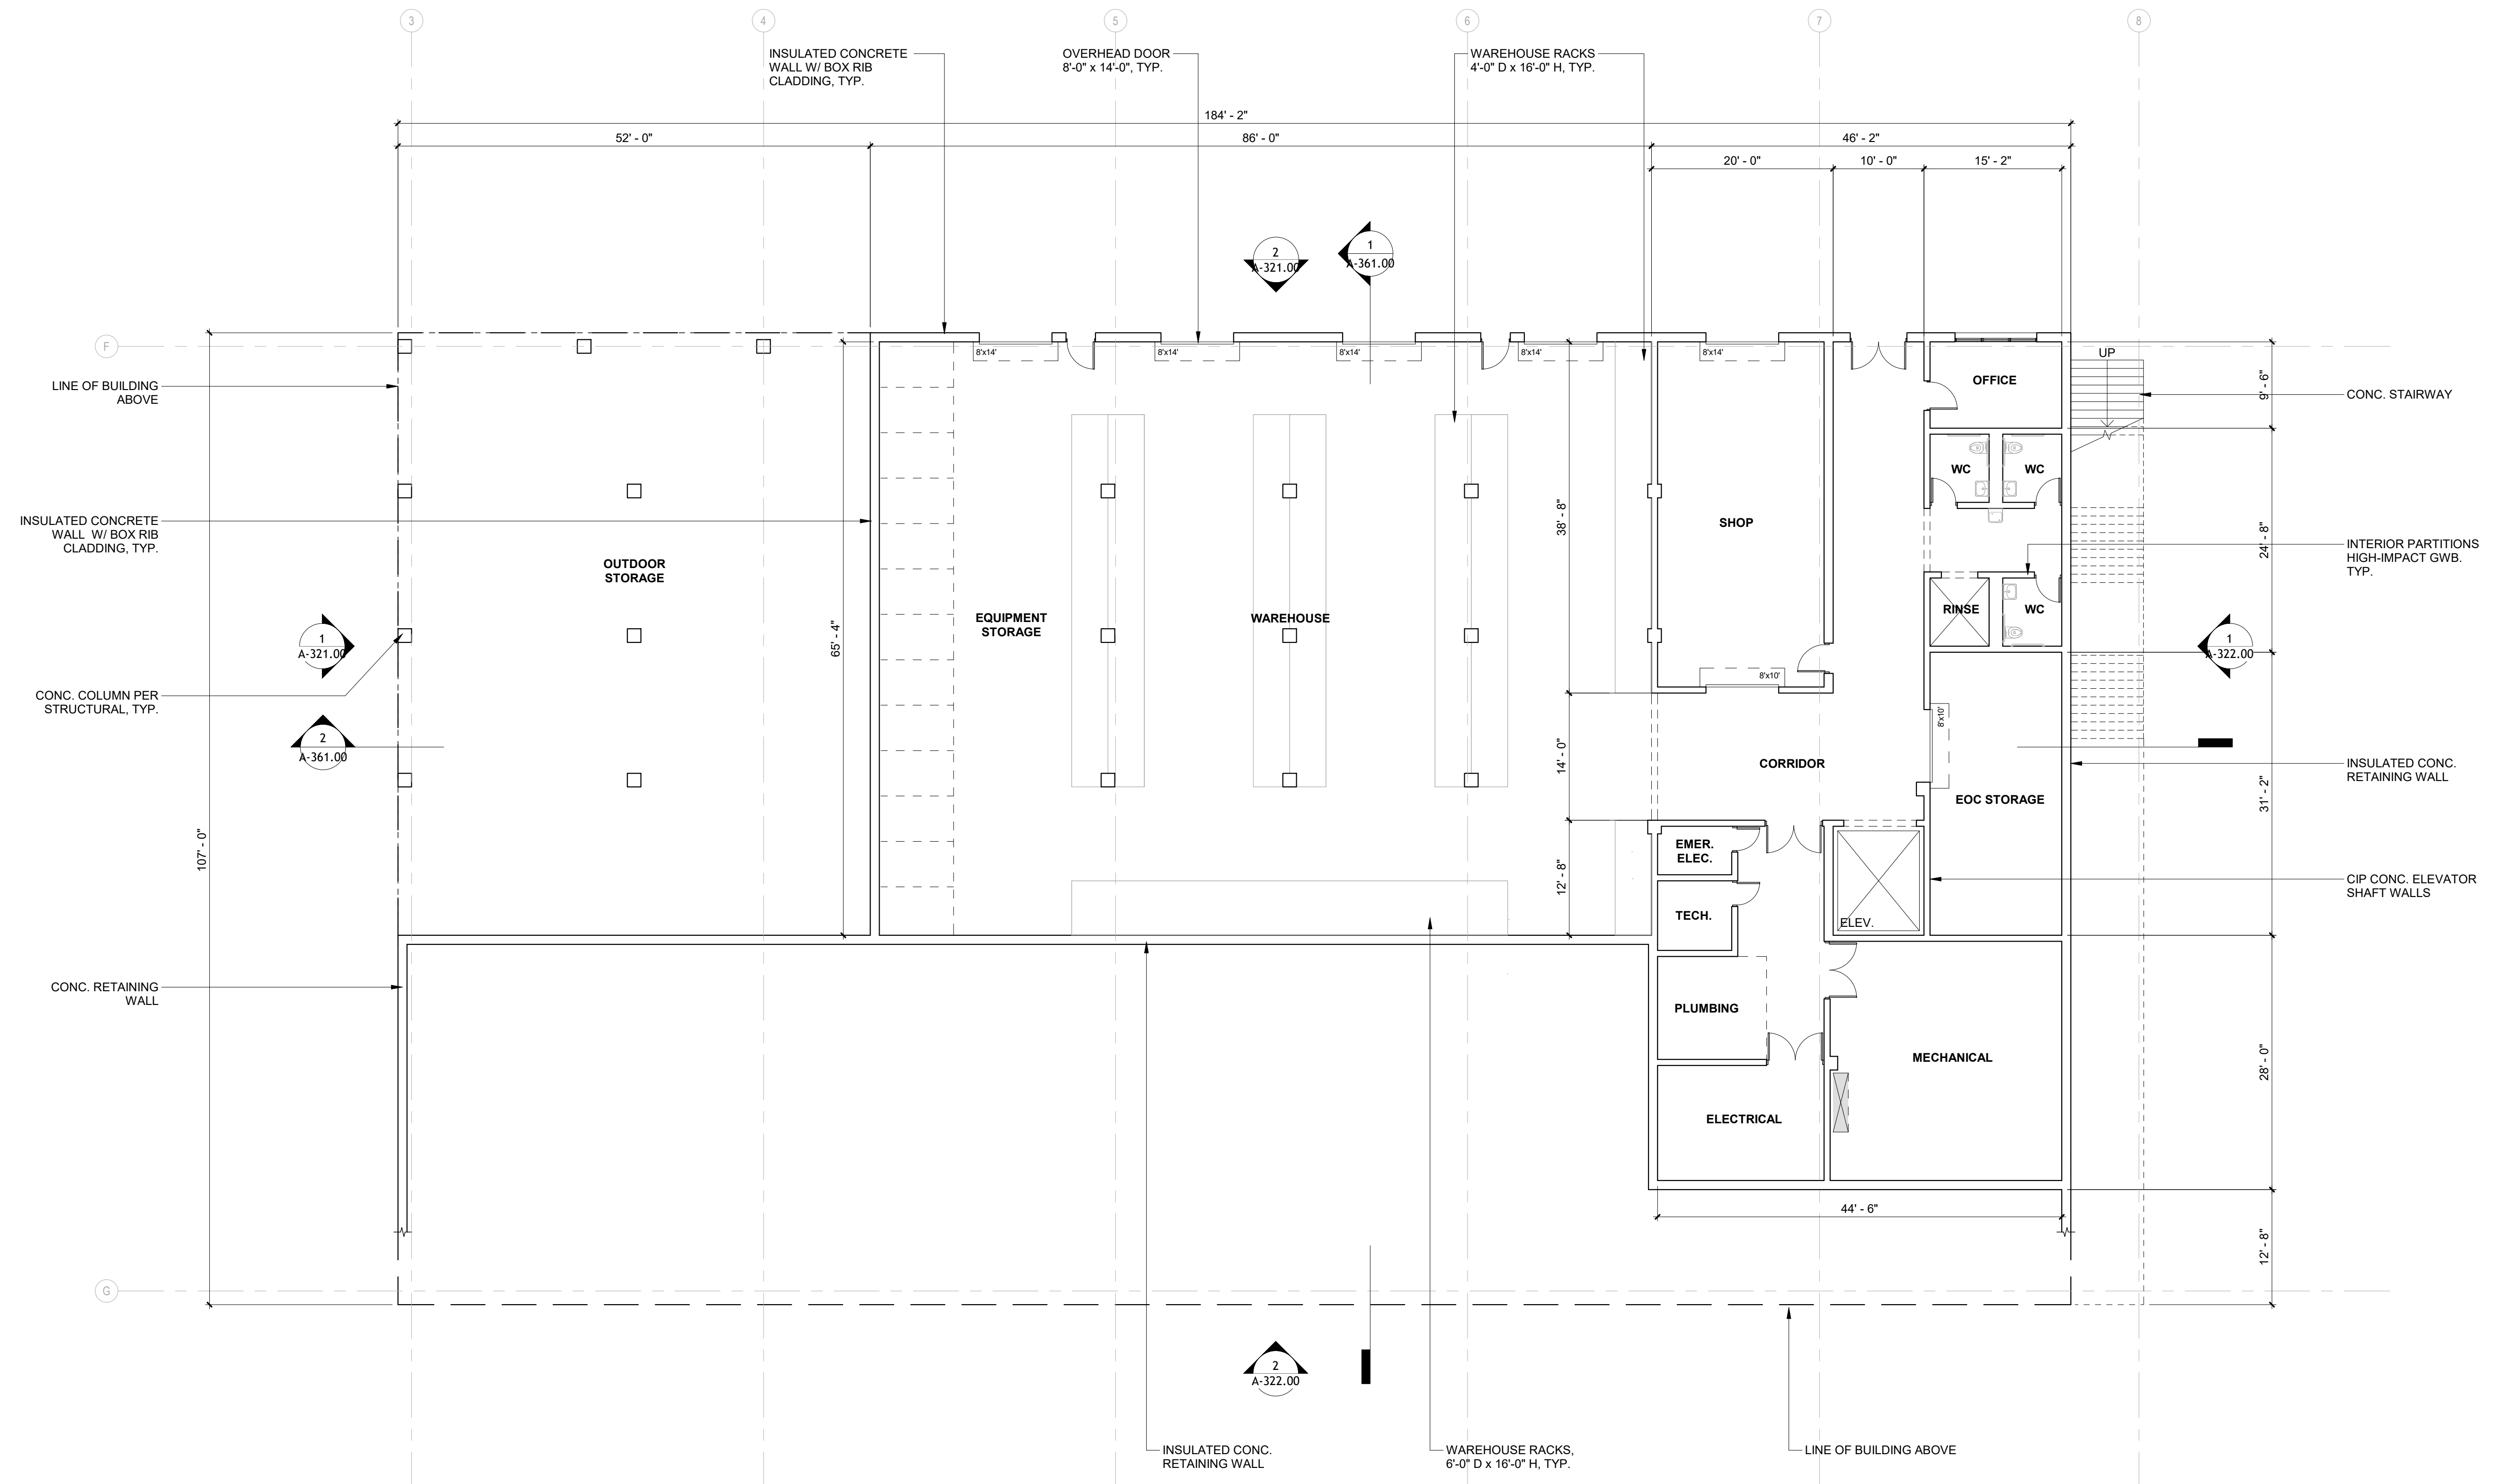 3
4
5
6
7
8
INSULATED CONCRETE
WALL W/ BOX RIB
CLADDING, TYP.
OVERHEAD DOOR
8'-0" x 14'-0", TYP.
WAREHOUSE RACKS
4'-0" D x 16'-0" H, TYP.
184' - 2"
52' - 0"
86' - 0"
46' - 2"
20' - 0"
10' - 0"
15' - 2"
2
A-321.00
1
A-361.00
F
8'x14'
8'x14'
8'x14'
8'x14'
8'x14'
UP
LINE OF BUILDING
ABOVE
OFFICE
9' - 6"
CONC. STAIRWAY
WC
WC
INSULATED CONCRETE
WALL W/ BOX RIB
CLADDING, TYP.
38' - 8"
SHOP
24' - 8"
INTERIOR PARTITIONS
HIGH-IMPACT GWB.
TYP.
OUTDOOR
STORAGE
EQUIPMENT
STORAGE
WAREHOUSE
RINSE
WC
65' - 4"
1
A-321.00
1
A-322.00
CONC. COLUMN PER
STRUCTURAL, TYP.
8'x10'
8'x10'
2
A-361.00
14' - 0"
CORRIDOR
INSULATED CONC.
RETAINING WALL
EOC STORAGE
31' - 2"
107' - 0"
EMER.
ELEC.
12' - 8"
CIP CONC. ELEVATOR
SHAFT WALLS
TECH.
ELEV.
CONC. RETAINING
WALL
PLUMBING
MECHANICAL
28' - 0"
ELECTRICAL
44' - 6"
12' - 8"
G
2
A-322.00
INSULATED CONC.
RETAINING WALL
WAREHOUSE RACKS,
6'-0" D x 16'-0" H, TYP.
LINE OF BUILDING ABOVE